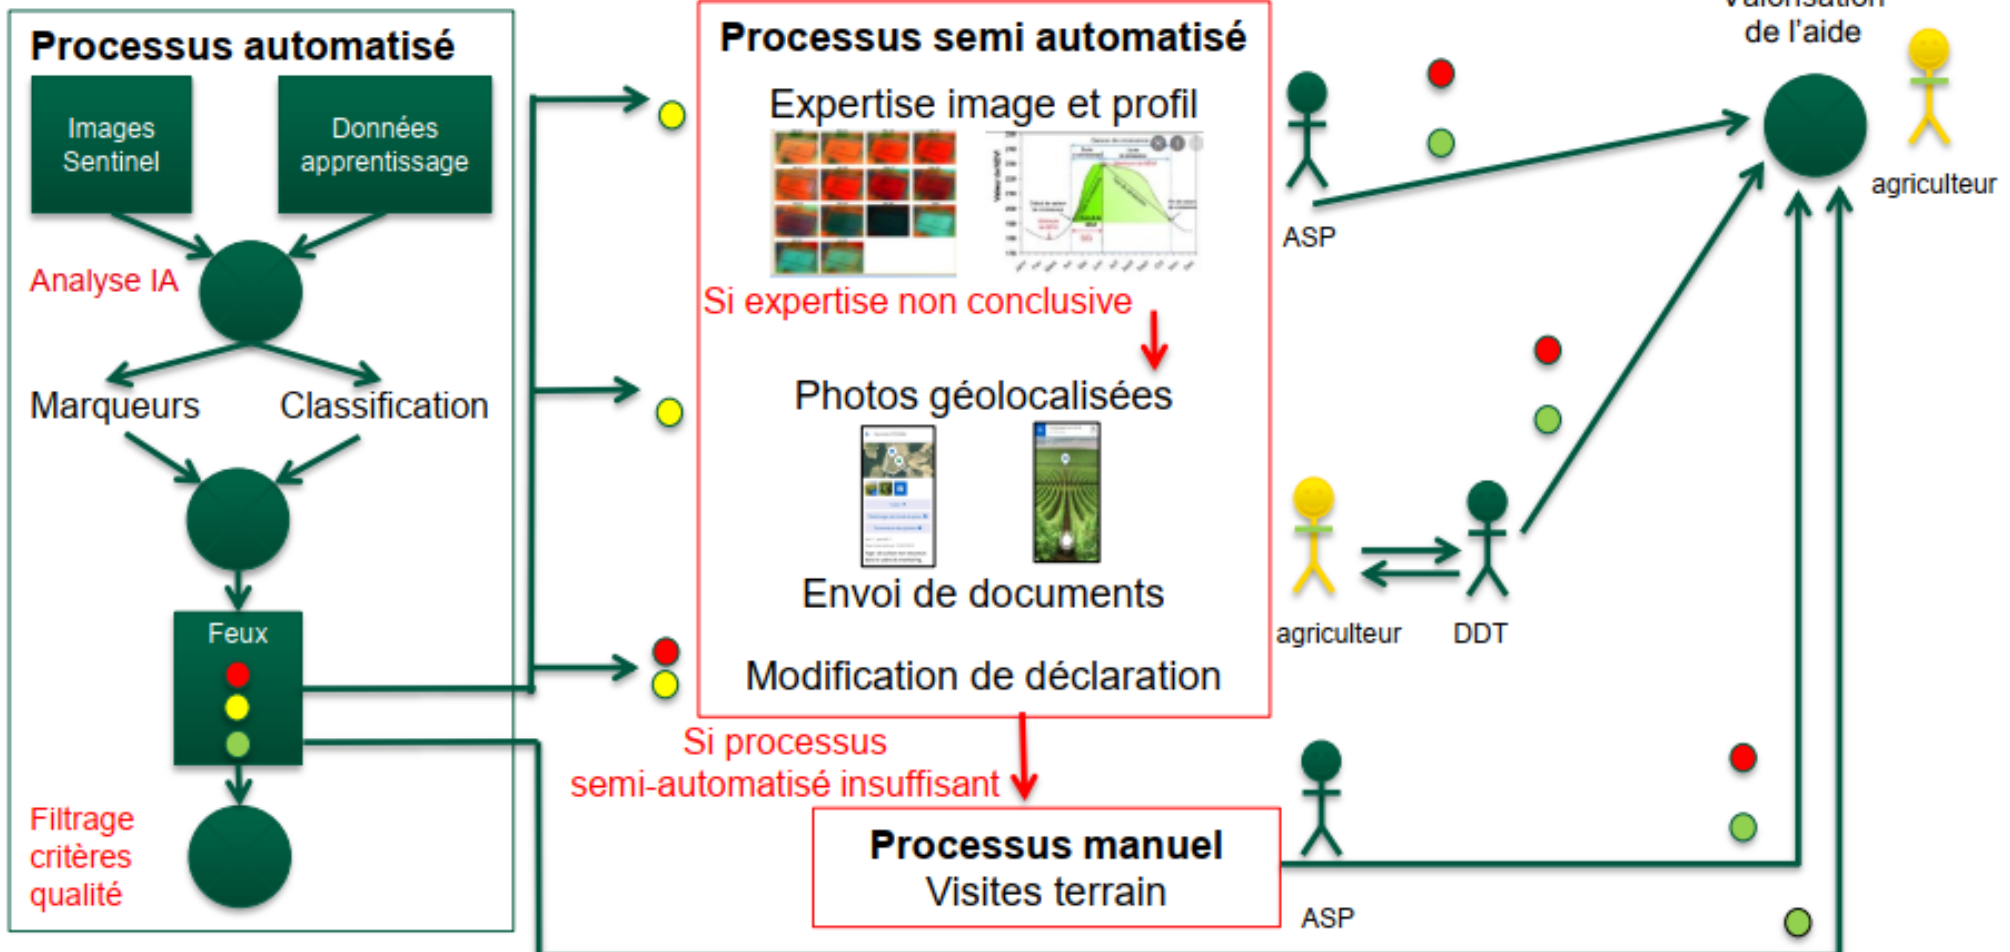 Processus automatisé
Images
Sentinel
Données
apprentissage
Analyse IA
Marqueurs
Classification
Feux
Filtrage
critères
qualité
Processus semi automatisé
Expertise image et profil
Si expertise non conclusive
Photos géolocalisées
Envoi de documents
Modification de déclaration
Si processus
semi-automatisé insuffisant
Processus manuel
Visites terrain
ASP
agriculteur
DDT
ASP
Valorisation
de l'aide
agriculteur